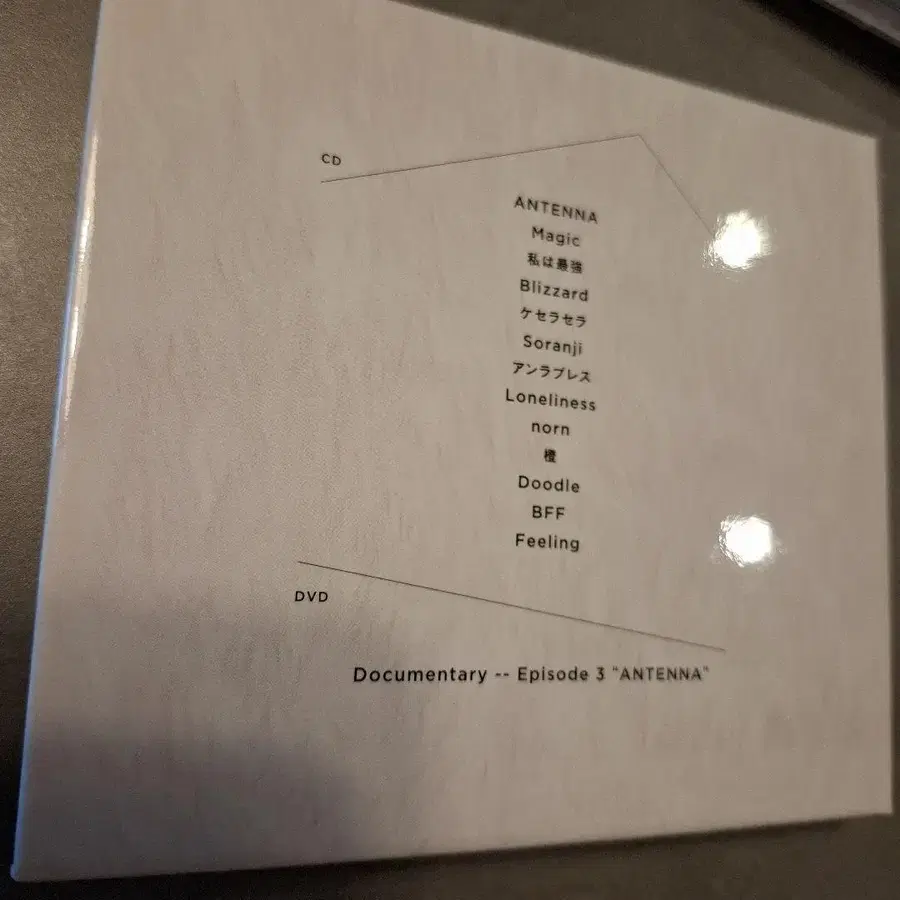 CD
ANTENNA
Magic
私は最強
Blizzard
ケセラセラ
Soranji
アンラブレス
Loneliness
norn
橙
Doodle
BFF
Feeling
DVD
Documentary -- Episode 3 "ANTENNA"